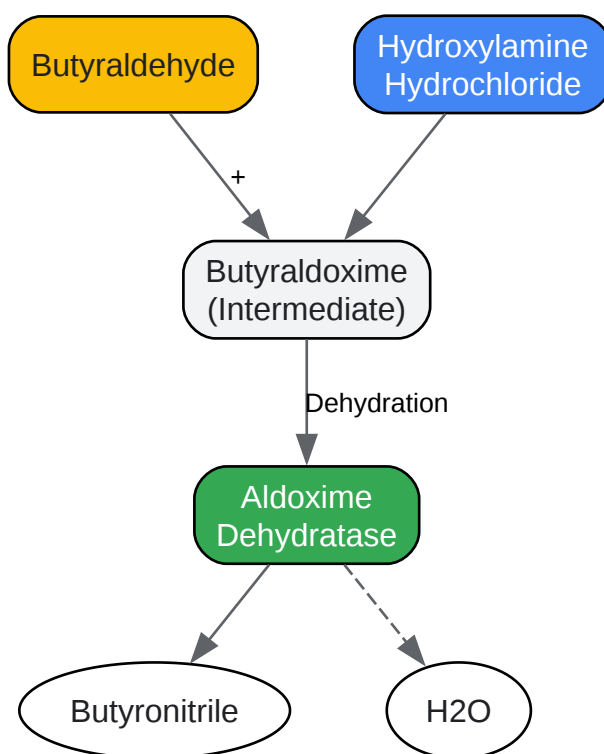 Butyraldehyde
Hydroxylamine
Hydrochloride
+
Butyraldoxime
(Intermediate)
Dehydration
Aldoxime
Dehydratase
Butyronitrile
H2O